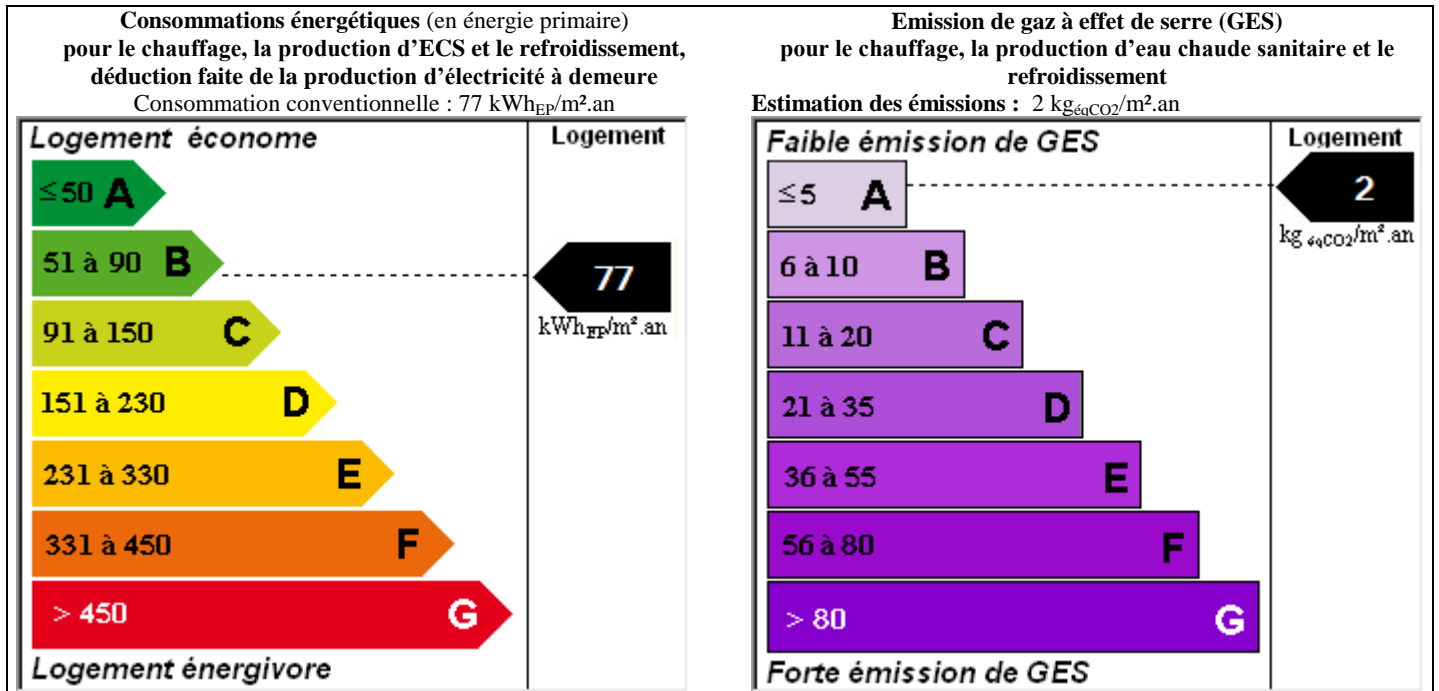 Consommations énergétiques (en énergie primaire)
pour le chauffage, la production d’ECS et le refroidissement,
déduction faite de la production d’électricité à demeure
Consommation conventionnelle : 77 kWhEP/m².an
Logement économe
Logement
≤50 A
51 à 90 B
77
kWhEP/m².an
91 à 150 C
151 à 230 D
231 à 330 E
331 à 450 F
> 450 G
Logement énergivore
Emission de gaz à effet de serre (GES)
pour le chauffage, la production d’eau chaude sanitaire et le
refroidissement
Estimation des émissions : 2 kgéqCO2/m².an
Faible émission de GES
Logement
≤5 A
2
kg éqCO2/m².an
6 à 10 B
11 à 20 C
21 à 35 D
36 à 55 E
56 à 80 F
> 80 G
Forte émission de GES